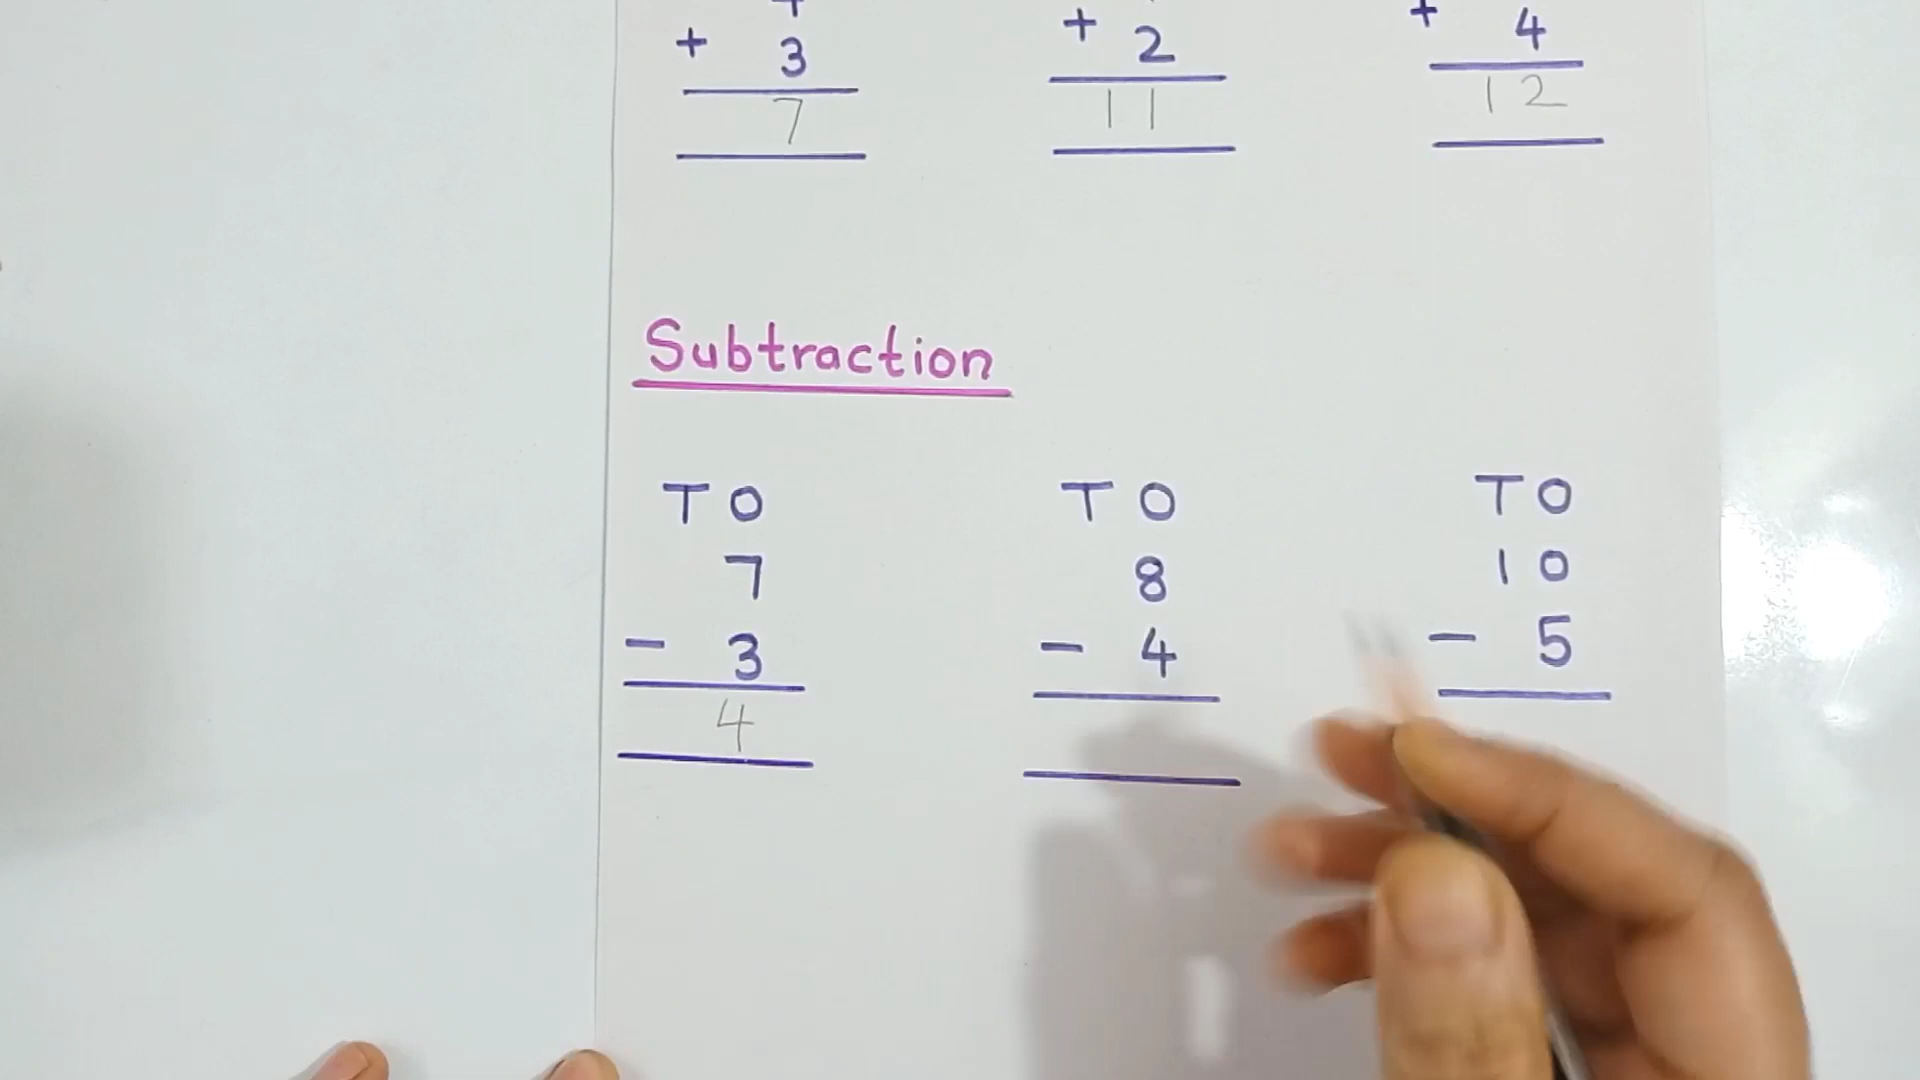 + 3 + 2 + 4
7 11 12
Subtraction
T O T O T O
7 8 10
- 3 - 4 - 5
4